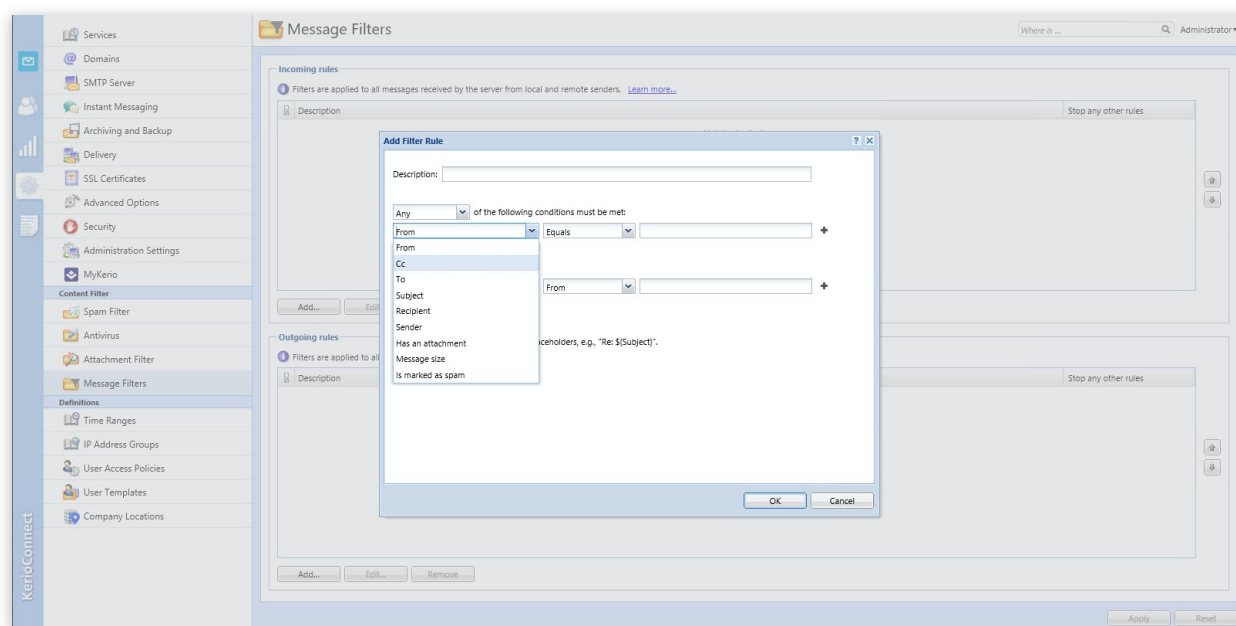 Services
Domains
SMTP Server
Instant Messaging
Archiving and Backup
Delivery
SSL Certificates
Advanced Options
Security
Administration Settings
MyKerio
Content Filter
Spam Filter
Antivirus
Attachment Filter
Message Filters
Definitions
Time Ranges
IP Address Groups
User Access Policies
User Templates
Company Locations
KerioConnect
Message Filters
Where is ...
Administrator
Incoming rules
Filters are applied to all messages received by the server from local and remote senders. Learn more...
Description
Stop any other rules
Add...
Outgoing rules
Filters are applied to all
Description
Stop any other rules
Add... Edit... Remove
Apply Reset
Add Filter Rule
Description:
Any of the following conditions must be met:
From Equals
From
Cc
To
From
Subject
Recipient
Sender
Has an attachment
"Re: ${Subject}".
Message size
Is marked as spam
OK Cancel